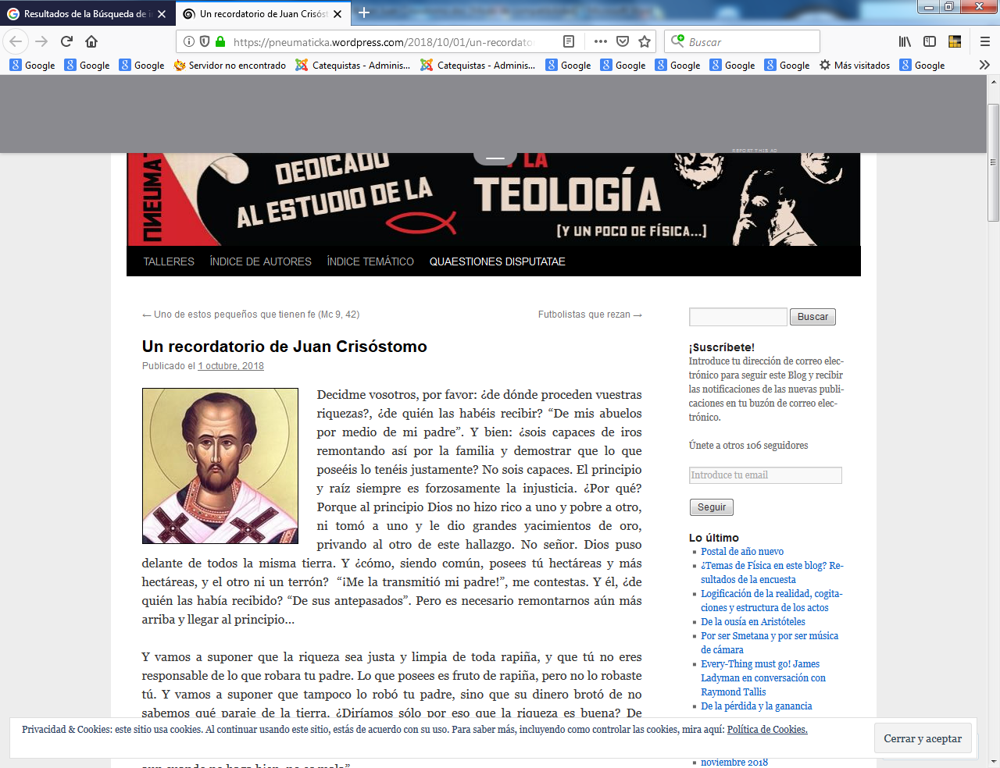 Resultados de la Búsqueda de i
Un recordatorio de Juan Crisóst
https://pneumaticka.wordpress.com/2018/10/01/un-recordato
Buscar
Google
Google
Google
Servidor no encontrado
Catequistas - Adminis...
Catequistas - Adminis...
Google
Google
Google
Google
Google
Más visitados
Google
REPORT THIS AD
DEDICADO
AL ESTUDIO DE LA
Y LA
TEOLOGÍA
[Y UN POCO DE FÍSICA...]
TALLERES
ÍNDICE DE AUTORES
ÍNDICE TEMÁTICO
QUAESTIONES DISPUTATAE
← Uno de estos pequeños que tienen fe (Mc 9, 42)
Futbolistas que rezan →
Un recordatorio de Juan Crisóstomo
Publicado el 1 octubre, 2018
Decidme vosotros, por favor: ¿de dónde proceden vuestras
riquezas?, ¿de quién las habéis recibir? “De mis abuelos
por medio de mi padre”. Y bien: ¿sois capaces de iros
remontando así por la familia y demostrar que lo que
poseéis lo tenéis justamente? No sois capaces. El principio
y raíz siempre es forzosamente la injusticia. ¿Por qué?
Porque al principio Dios no hizo rico a uno y pobre a otro,
ni tomó a uno y le dio grandes yacimientos de oro,
privando al otro de este hallazgo. No señor. Dios puso
delante de todos la misma tierra. Y ¿cómo, siendo común, posees tú hectáreas y más
hectáreas, y el otro ni un terrón? “¡Me la transmitió mi padre!”, me contestas. Y él, ¿de
quién las había recibido? “De sus antepasados”. Pero es necesario remontarnos aún más
arriba y llegar al principio…
Y vamos a suponer que la riqueza sea justa y limpia de toda rapiña, y que tú no eres
responsable de lo que robara tu padre. Lo que posees es fruto de rapiña, pero no lo robaste
tú. Y vamos a suponer que tampoco lo robó tu padre, sino que su dinero brotó de no
sabemos qué paraje de la tierra. ¿Diríamos sólo por eso que la riqueza es buena? De
Buscar
¡Suscríbete!
Introduce tu dirección de correo elec-
trónico para seguir este Blog y recibir
las notificaciones de las nuevas publi-
caciones en tu buzón de correo elec-
trónico.
Únete a otros 106 seguidores
Introduce tu email
Seguir
Lo último
Postal de año nuevo
¿Temas de Física en este blog? Re-
sultados de la encuesta
Logificación de la realidad, cogita-
ciones y estructura de los actos
De la ousía en Aristóteles
Por ser Smetana y por ser música
de cámara
Every-Thing must go! James
Ladyman en conversación con
Raymond Tallis
De la pérdida y la ganancia
noviembre 2018
Privacidad & Cookies: este sitio usa cookies. Al continuar usando este sitio, estás de acuerdo con su uso. Para saber más, incluyendo como controlar las cookies, mira aquí: Política de Cookies.
Cerrar y aceptar